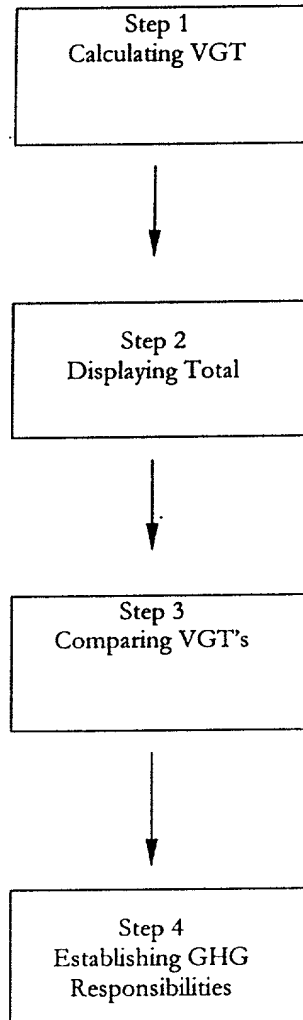 Step 1
Calculating VGT
Step 2
Displaying Total
Step 3
Comparing VGT's
Step 4
Establishing GHG
Responsibilities